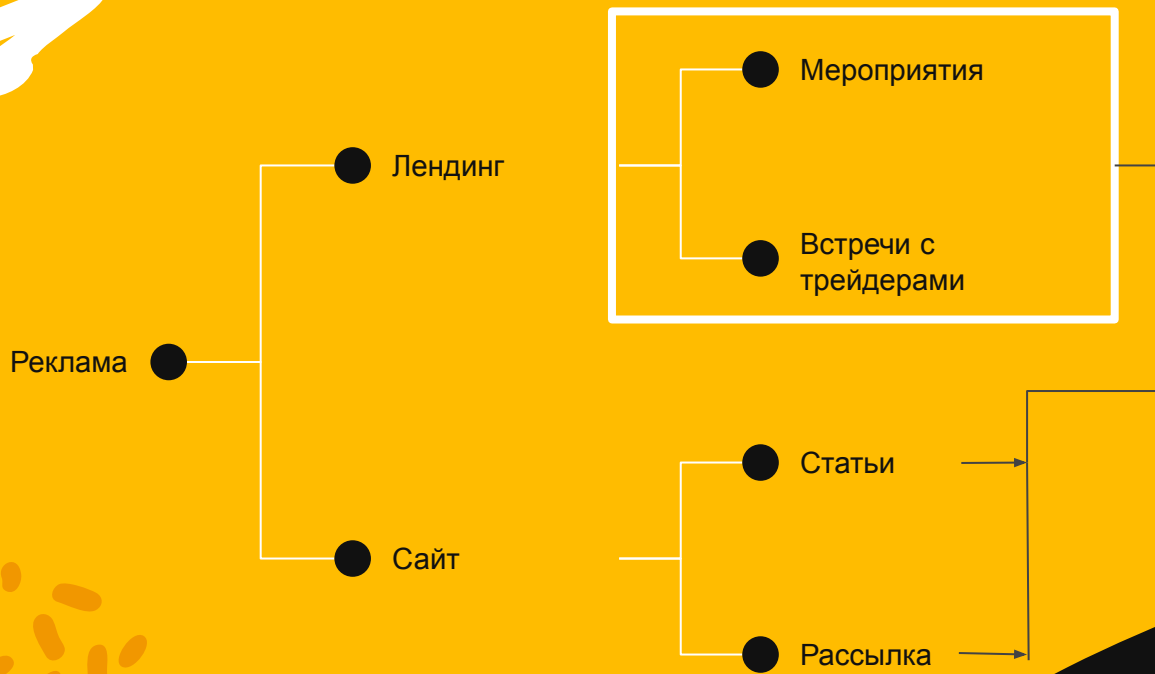 Мероприятия
Лендинг
Встречи с
трейдерами
Реклама
Статьи
Сайт
Рассылка